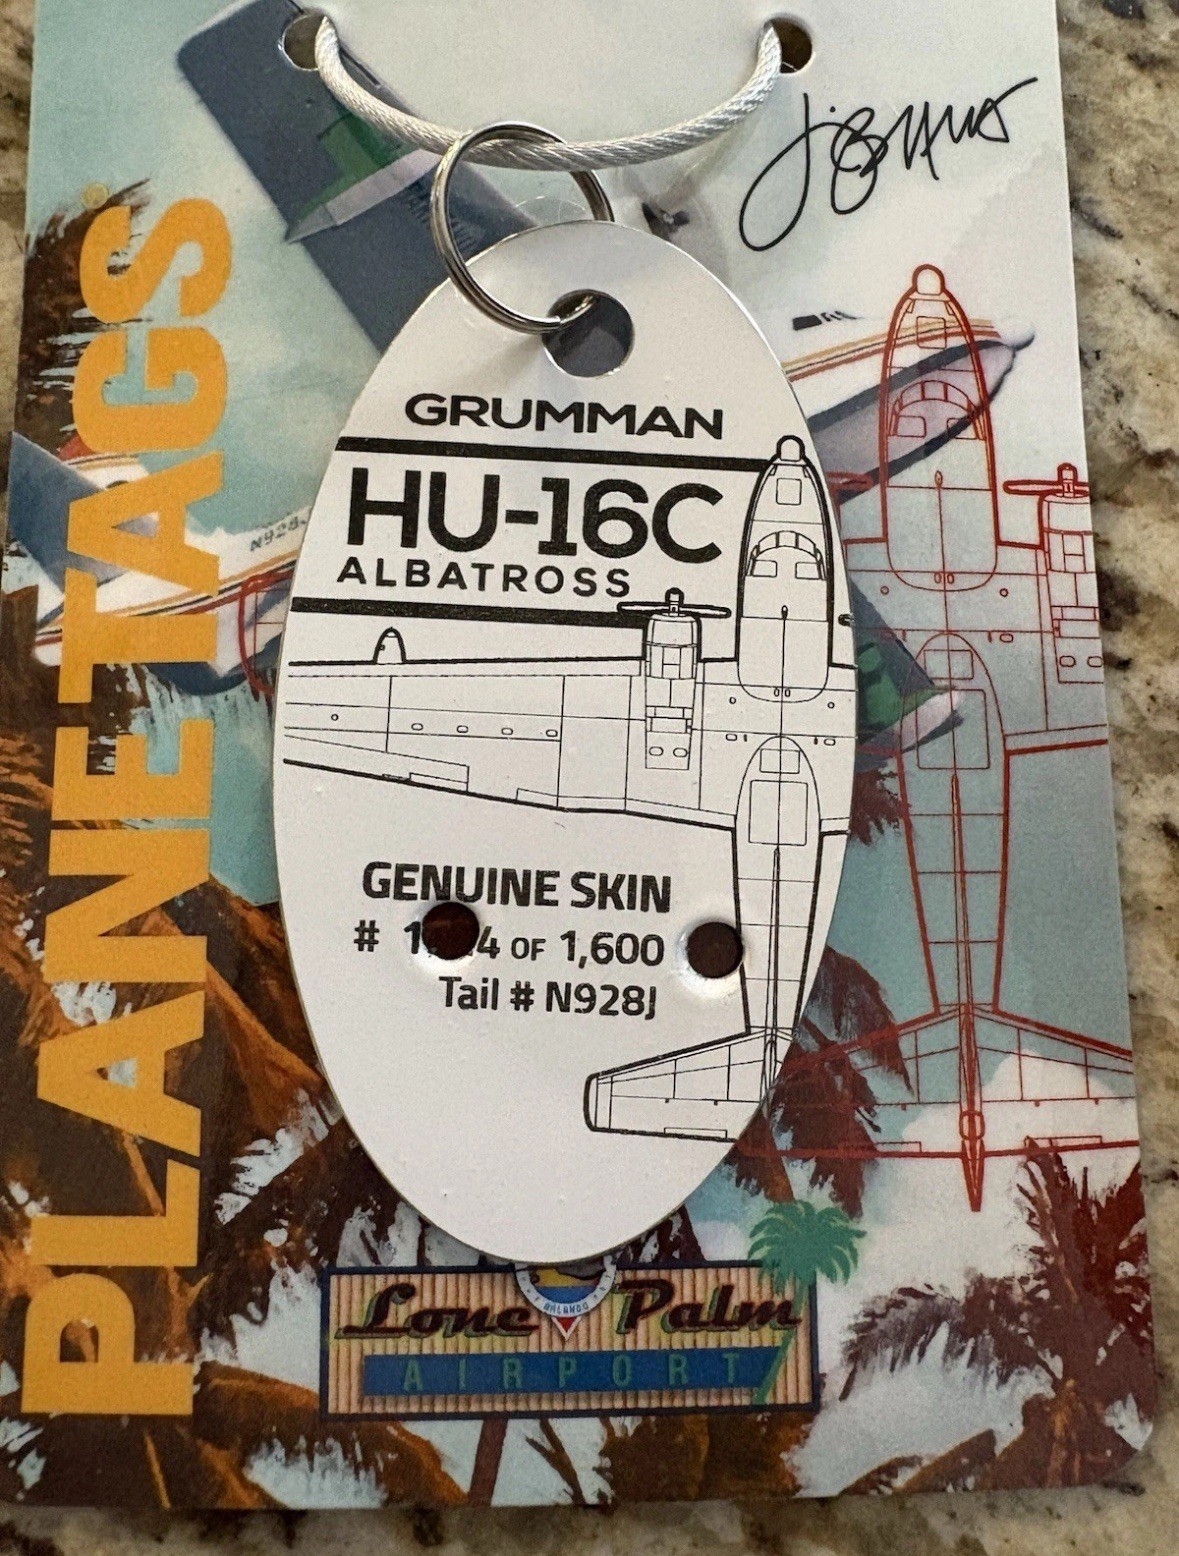 PLANETAGS
GRUMMAN
HU-16C
ALBATROSS
GENUINE SKIN
# OF 1,600
Tail # N928J
Lone Palm
AIRPORT